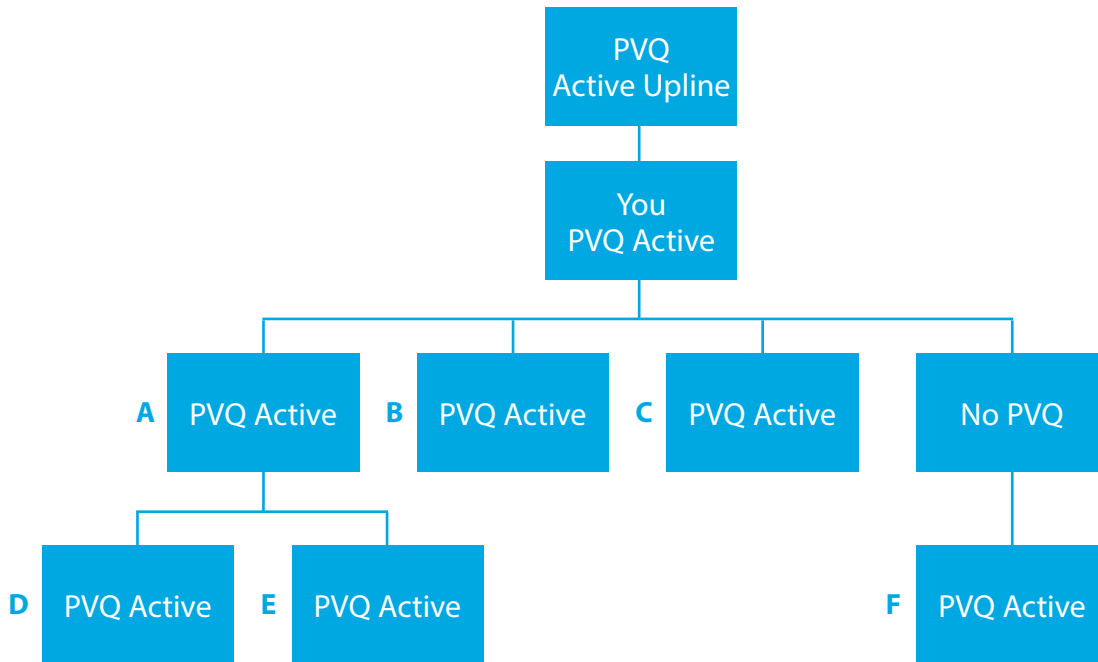 PVQ
Active Upline
You
PVQ Active
A
PVQ Active
B
PVQ Active
C
PVQ Active
No PVQ
D
PVQ Active
E
PVQ Active
F
PVQ Active